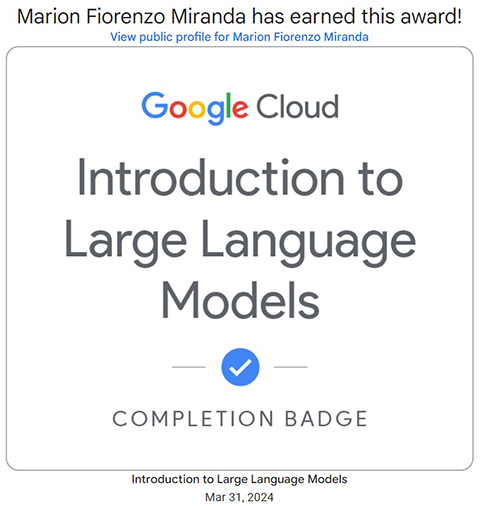 Marion Fiorenzo Miranda has earned this award!
View public profile for Marion Fiorenzo Miranda
Google Cloud
Introduction to
Large Language
Models
COMPLETION BADGE
Introduction to Large Language Models
Mar 31, 2024